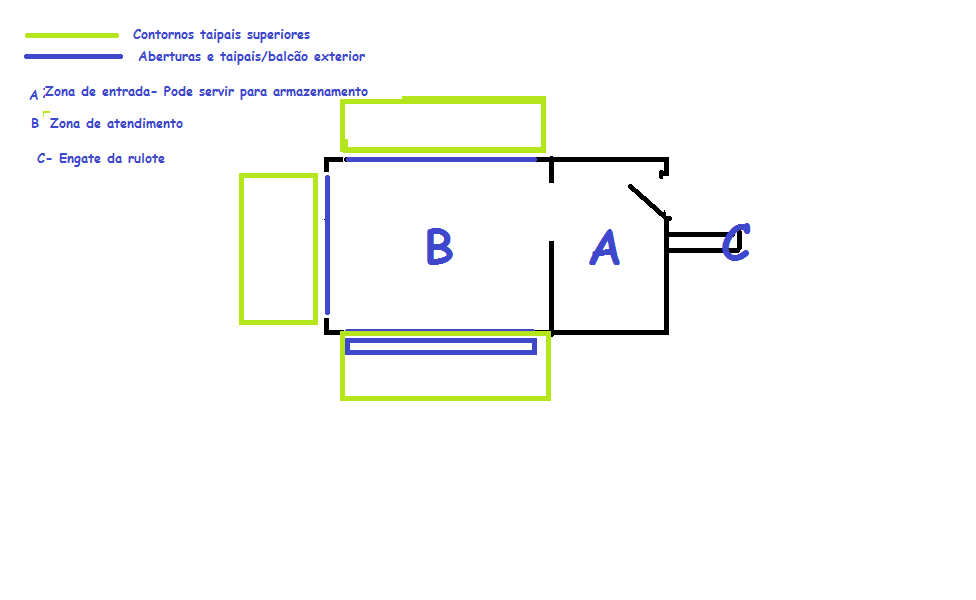 Contornos taipais superiores
Aberturas e taipais/balcão exterior
A Zona de entrada- Pode servir para armazenamento
B Zona de atendimento
C- Engate da rulote
B A C